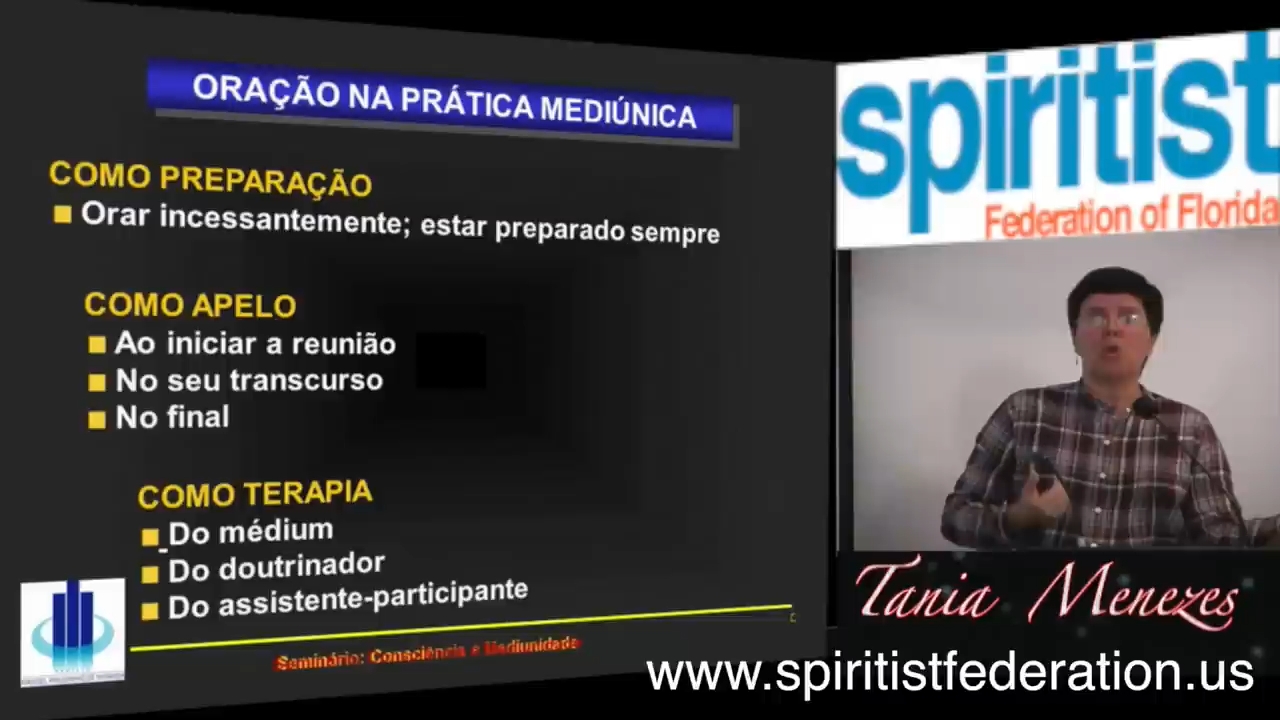 ORAÇÃO NA PRÁTICA MEDIÚNICA
COMO PREPARAÇÃO
Orar incessantemente; estar preparado sempre
COMO APELO
Ao iniciar a reunião
No seu transcurso
No final
COMO TERAPIA
Do médium
Do doutrinador
Do assistente-participante
Seminário: Consciência e Mediunidade
spiritist
Federation of Florida
Tania Menezes
www.spiritistfederation.us